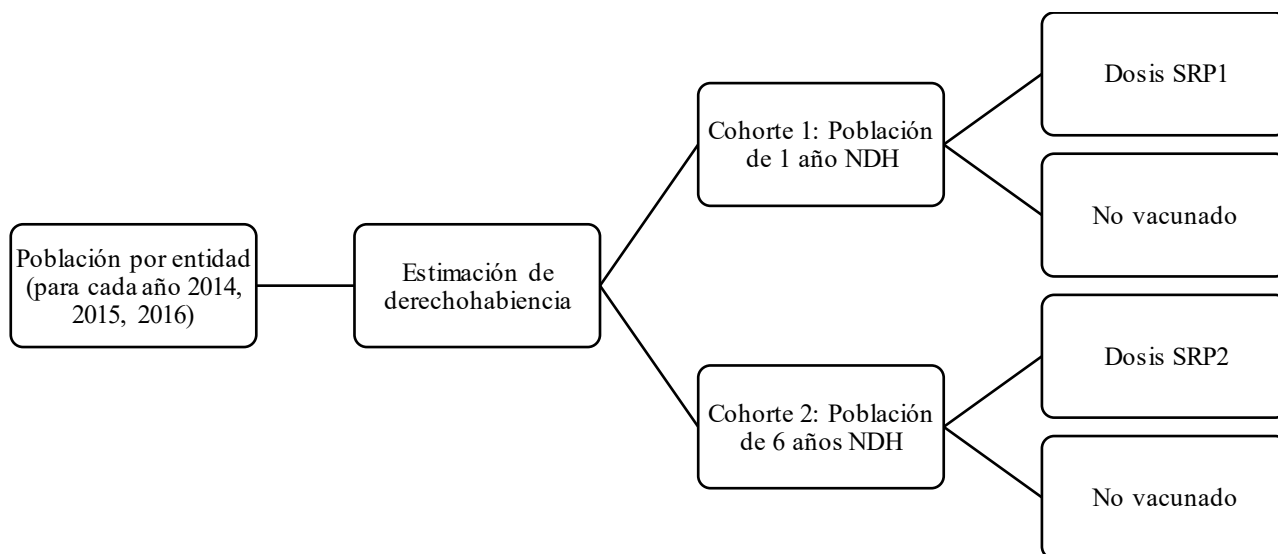 Población por entidad
(para cada año 2014,
2015, 2016)
Estimación de
derechohabiencia
Cohorte 1: Población
de 1 año NDH
Dosis SRP1
No vacunado
Cohorte 2: Población
de 6 años NDH
Dosis SRP2
No vacunado